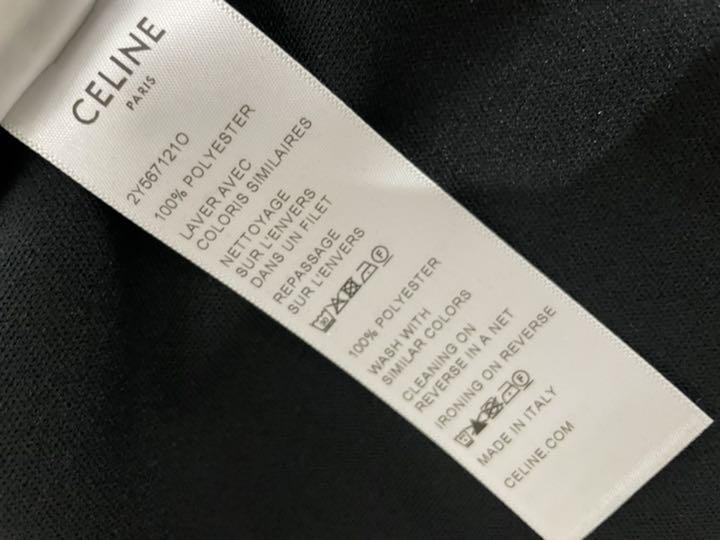 CELINE
PARIS
2Y567121O
100% POLYESTER
LAVER AVEC
COLORIS SIMILAIRES
NETTOYAGE
SUR L'ENVERS
DANS UN FILET
REPASSAGE
SUR L'ENVERS
F
100% POLYESTER
WASH WITH
SIMILAR COLORS
CLEANING ON
REVERSE IN A NET
IRONING ON REVERSE
F
MADE IN ITALY
CELINE.COM